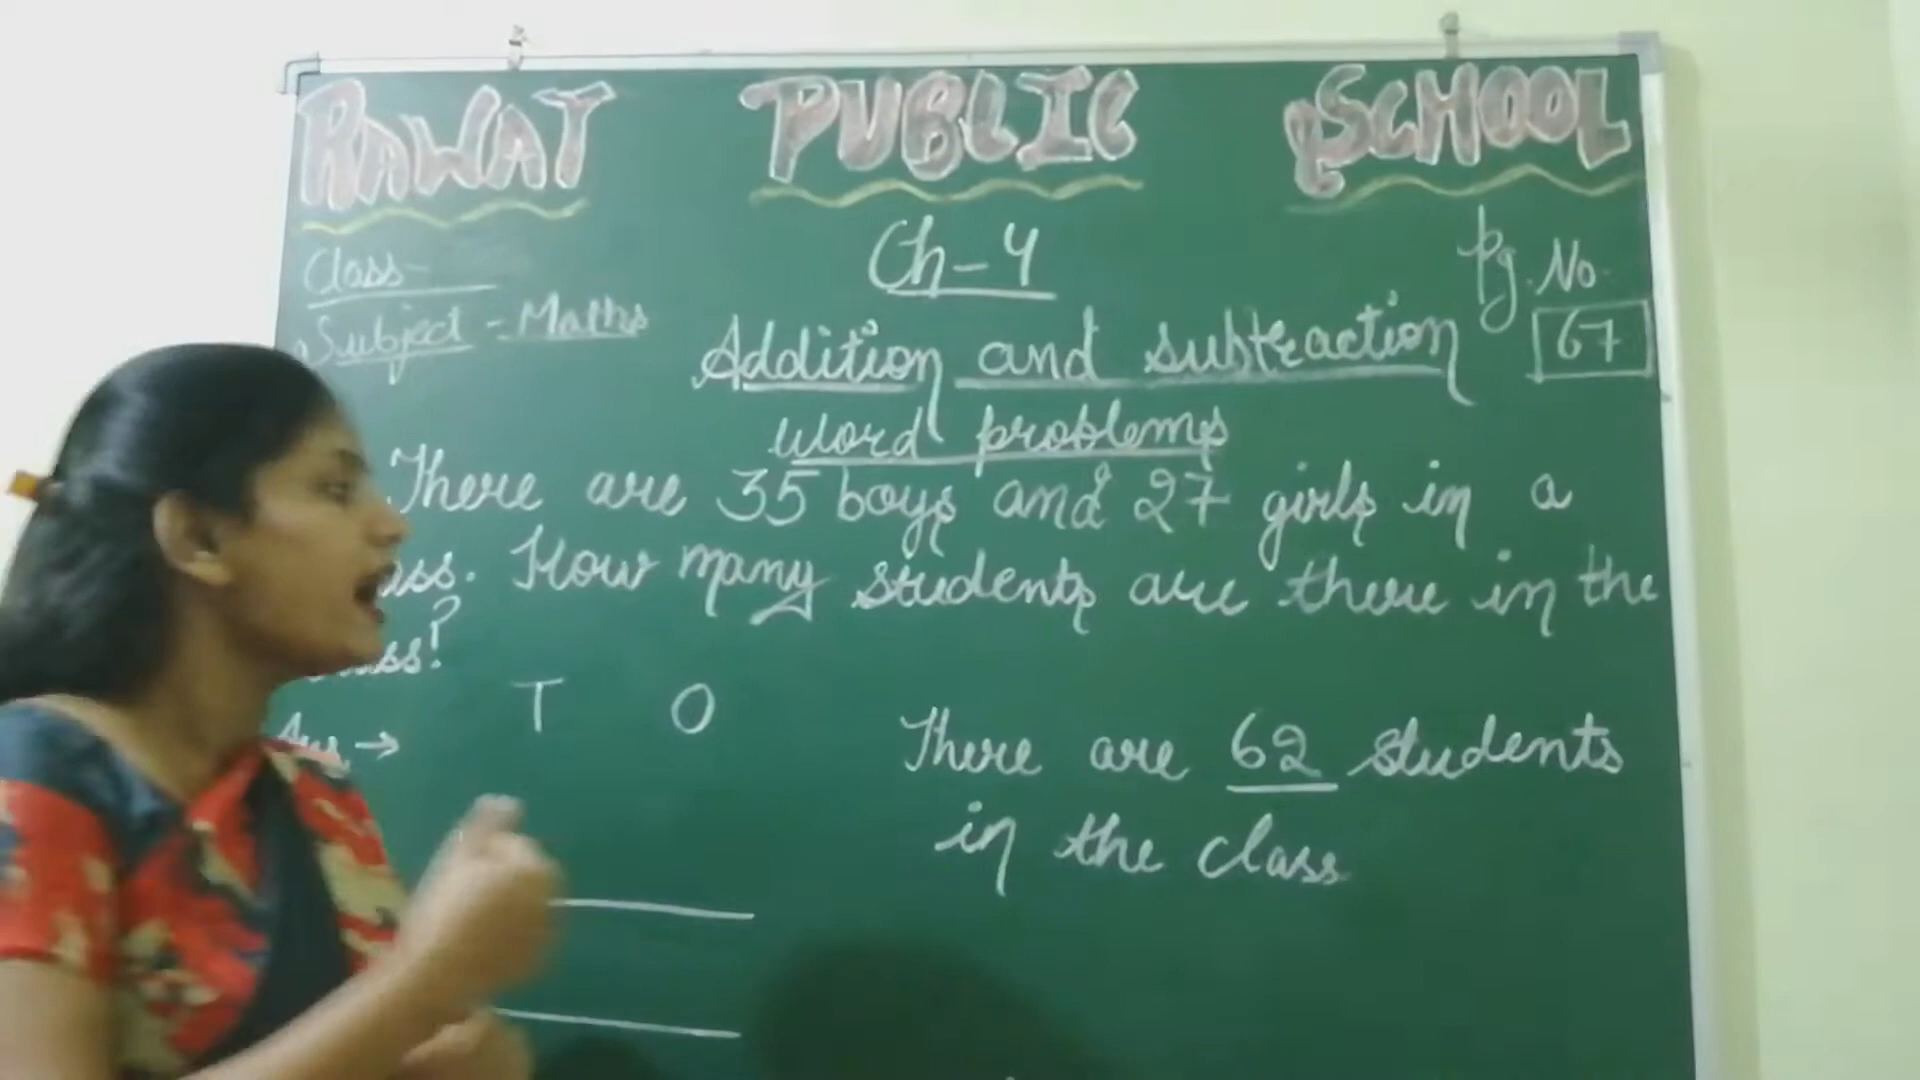 RAWAT PUBLIC SCHOOL
Class-
Ch-4
Pg. No.
67
Subject - Maths
Addition and subtraction
word problems
There are 35 boys and 27 girls in a
How many students are there in the
T O
There are 62 students
in the class